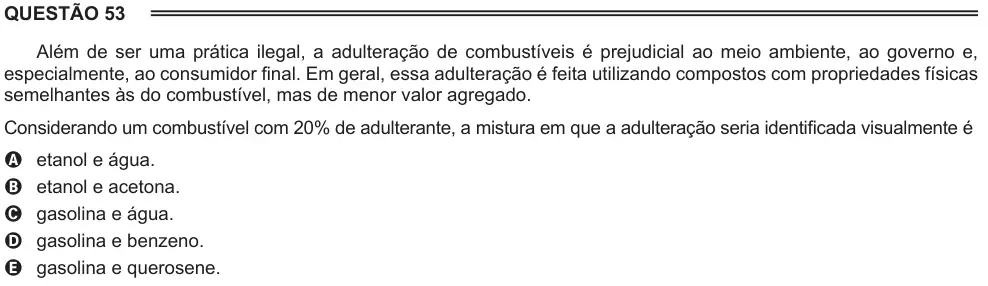 QUESTÃO 53
Além de ser uma prática ilegal, a adulteração de combustíveis é prejudicial ao meio ambiente, ao governo e,
especialmente, ao consumidor final. Em geral, essa adulteração é feita utilizando compostos com propriedades físicas
semelhantes às do combustível, mas de menor valor agregado.
Considerando um combustível com 20% de adulterante, a mistura em que a adulteração seria identificada visualmente é
A etanol e água.
B etanol e acetona.
C gasolina e água.
D gasolina e benzeno.
E gasolina e querosene.